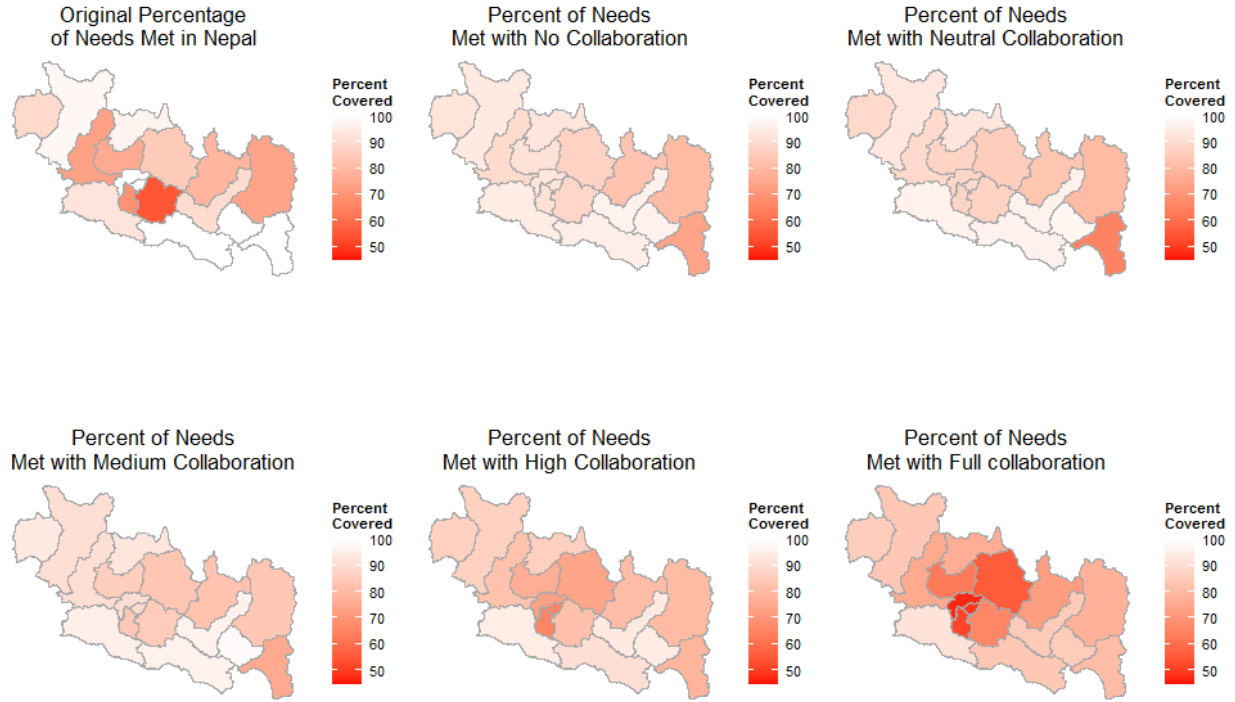 Original Percentage
of Needs Met in Nepal
Percent
Covered
100
90
80
70
60
50
Percent of Needs
Met with No Collaboration
Percent
Covered
100
90
80
70
60
50
Percent of Needs
Met with Neutral Collaboration
Percent
Covered
100
90
80
70
60
50
Percent of Needs
Met with Medium Collaboration
Percent
Covered
100
90
80
70
60
50
Percent of Needs
Met with High Collaboration
Percent
Covered
100
90
80
70
60
50
Percent of Needs
Met with Full collaboration
Percent
Covered
100
90
80
70
60
50